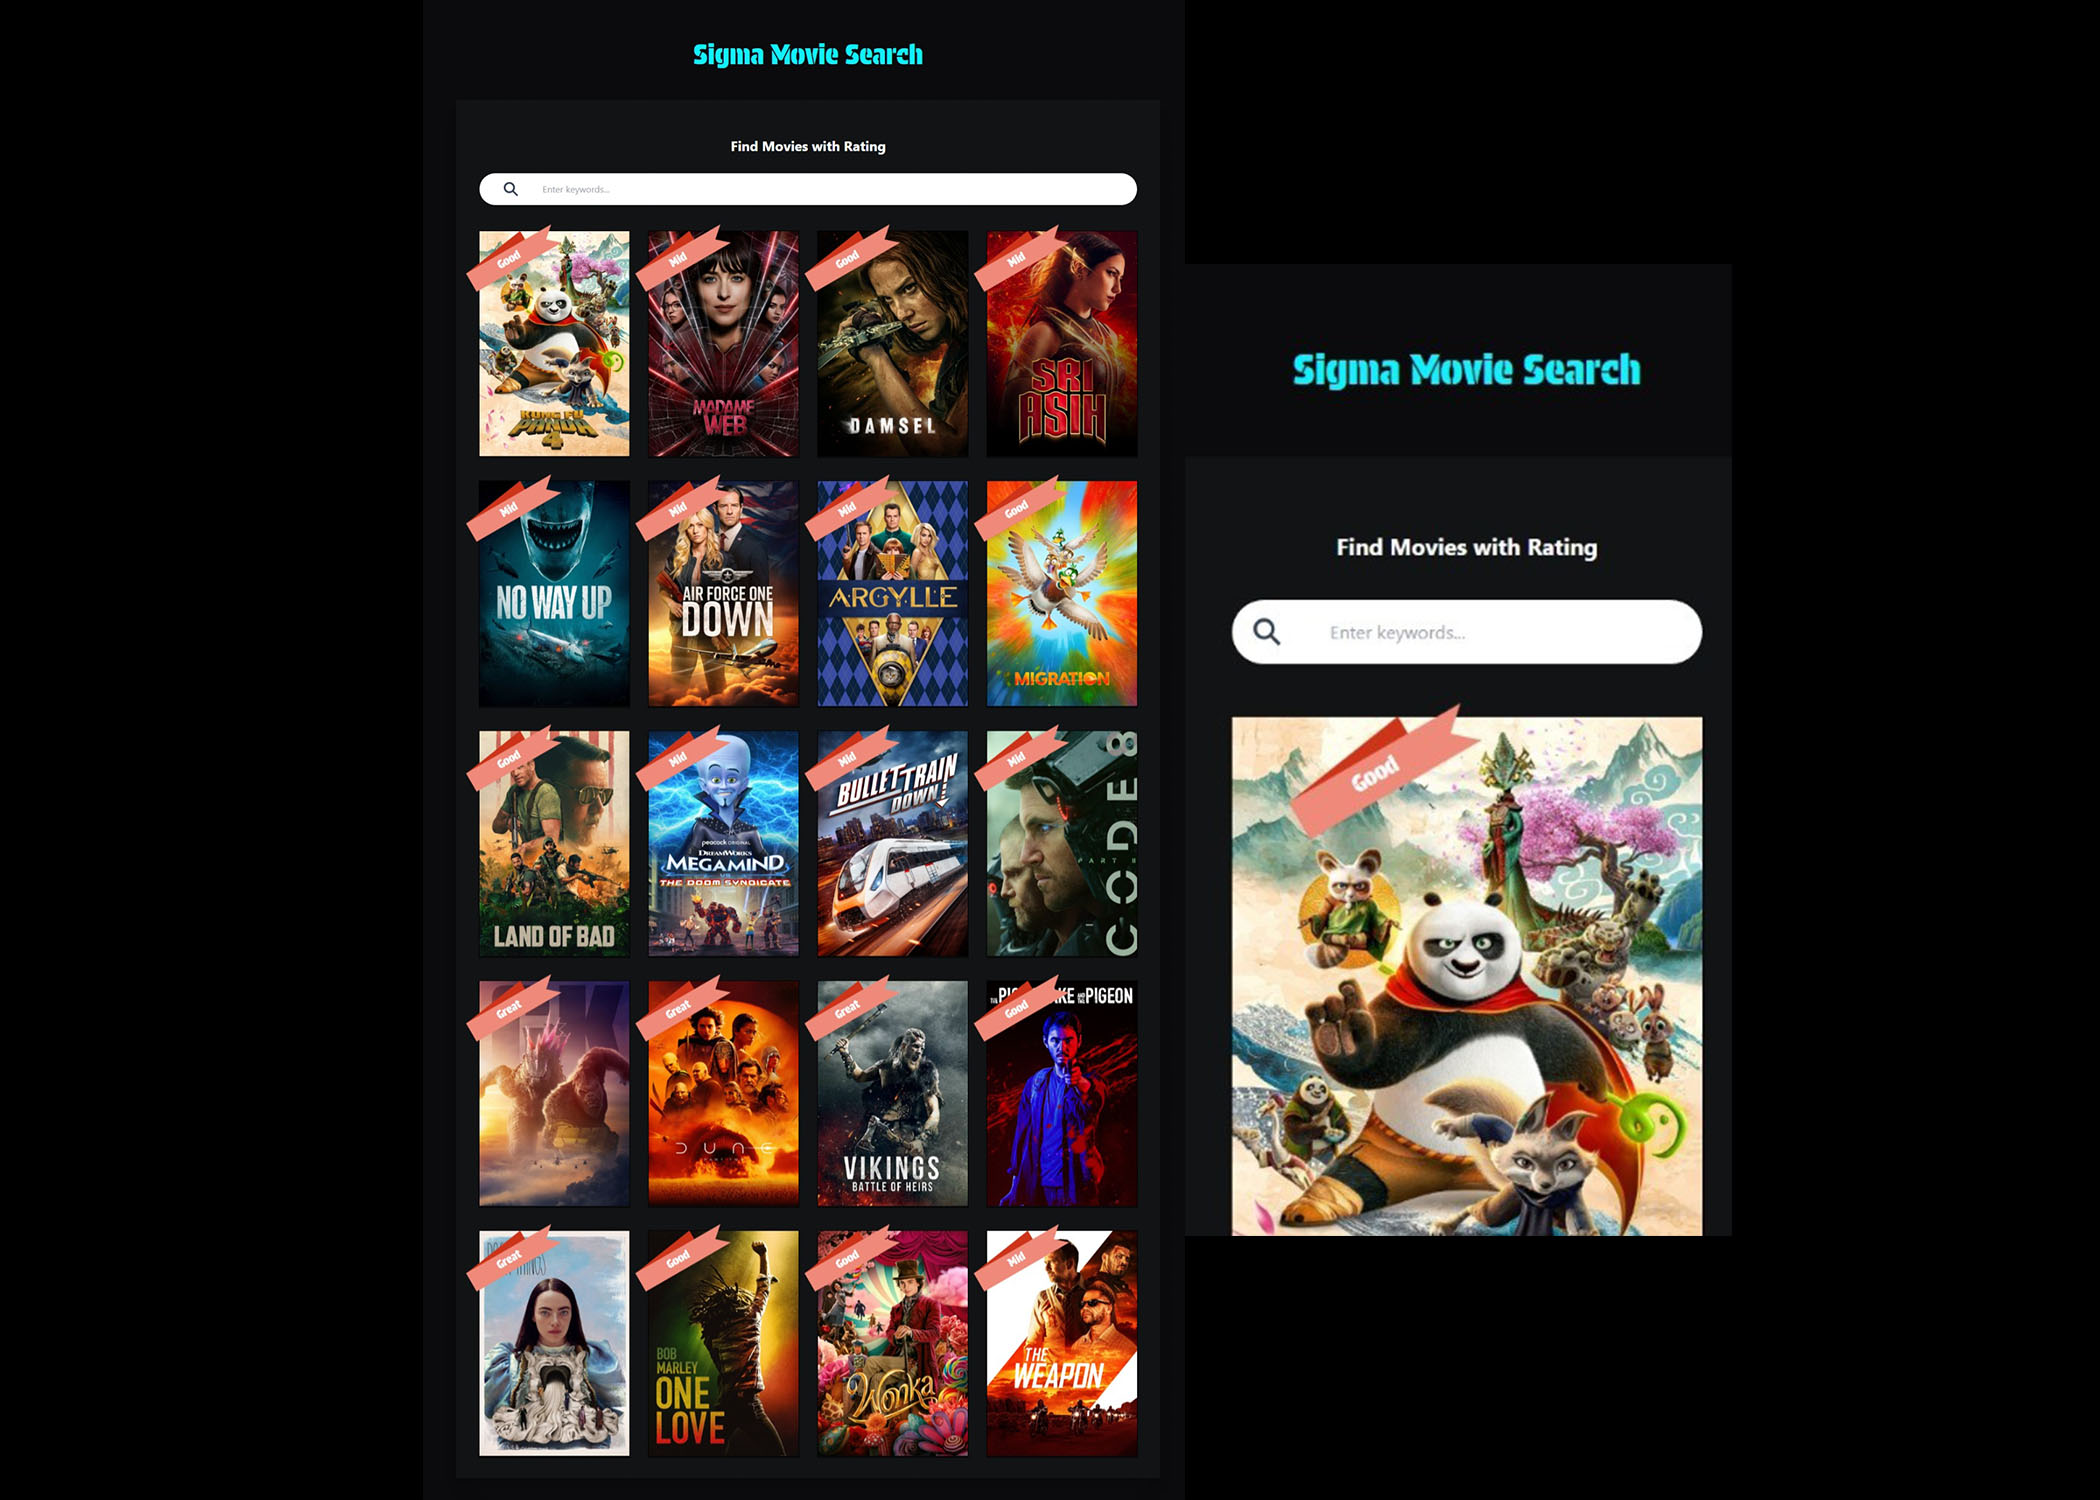 Sigma Movie Search
Find Movies with Rating
Enter keywords...
Good
KUNG FU
PANDA
4
Mid
MADAME
WEB
Good
DAMSEL
Mid
SRI
ASIH
Mid
NO WAY UP
Mid
AIR FORCE ONE
DOWN
Mid
ARGYLLE
Good
MIGRATION
Good
LAND OF BAD
Mid
peacock ORIGINAL
DREAMWORKS
MEGAMIND
VS
THE DOOM SYNDICATE
Mid
BULLET TRAIN
DOWN
Mid
CODE 8
PART II
Great
Great
DUNE
Great
VIKINGS
BATTLE OF HEIRS
Good
AND THE PIGEON
Great
THINGS
Good
BOB
MARLEY
ONE
LOVE
Good
Wonka
Mid
THE
WEAPON
Sigma Movie Search
Find Movies with Rating
Enter keywords...
Good